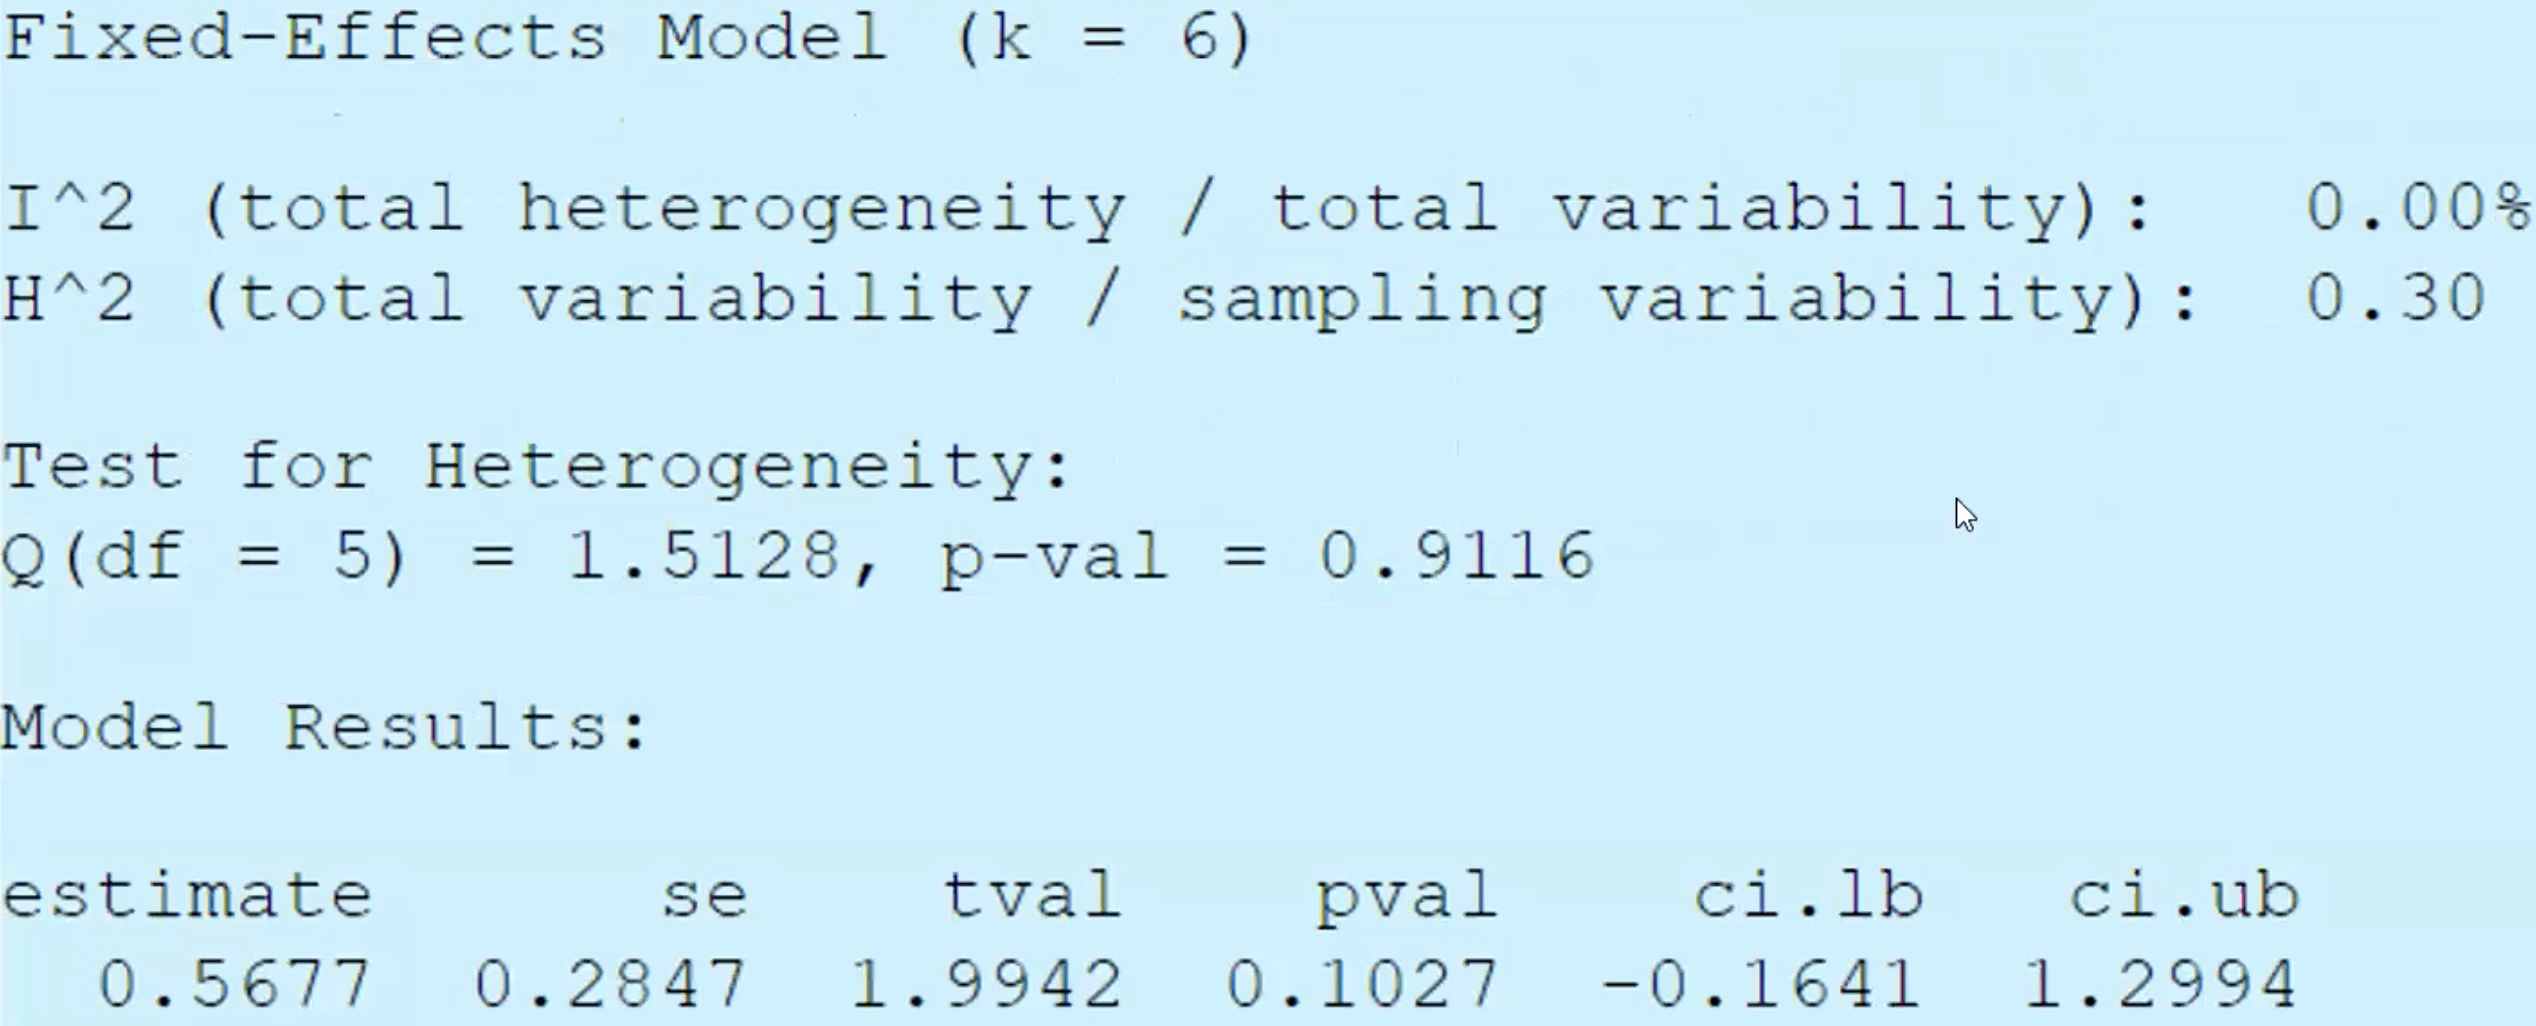 Fixed-Effects Model (k = 6)
I^2 (total heterogeneity / total variability): 0.00%
H^2 (total variability / sampling variability): 0.30
Test for Heterogeneity:
Q(df = 5) = 1.5128, p-val = 0.9116
Model Results:
estimate se tval pval ci.lb ci.ub
0.5677 0.2847 1.9942 0.1027 -0.1641 1.2994